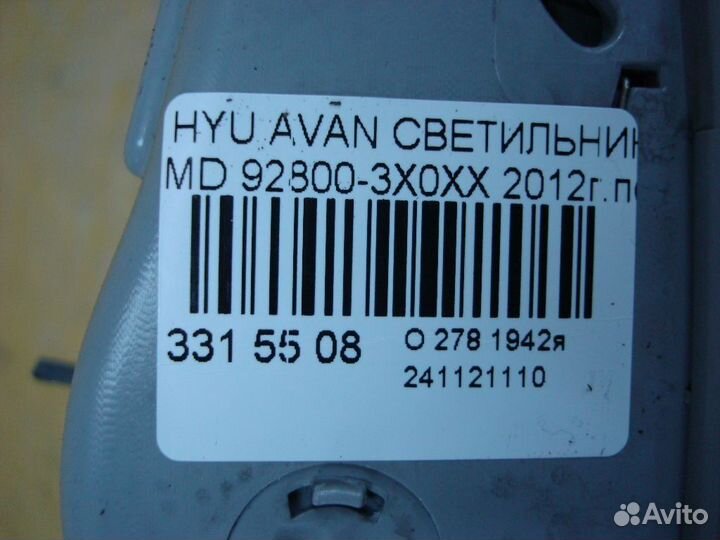 HYU AVAN СВЕТИЛЬНИК
MD 92800-3X0XX 2012г.
331 55 08
О 278 1942я
241121110
Avito